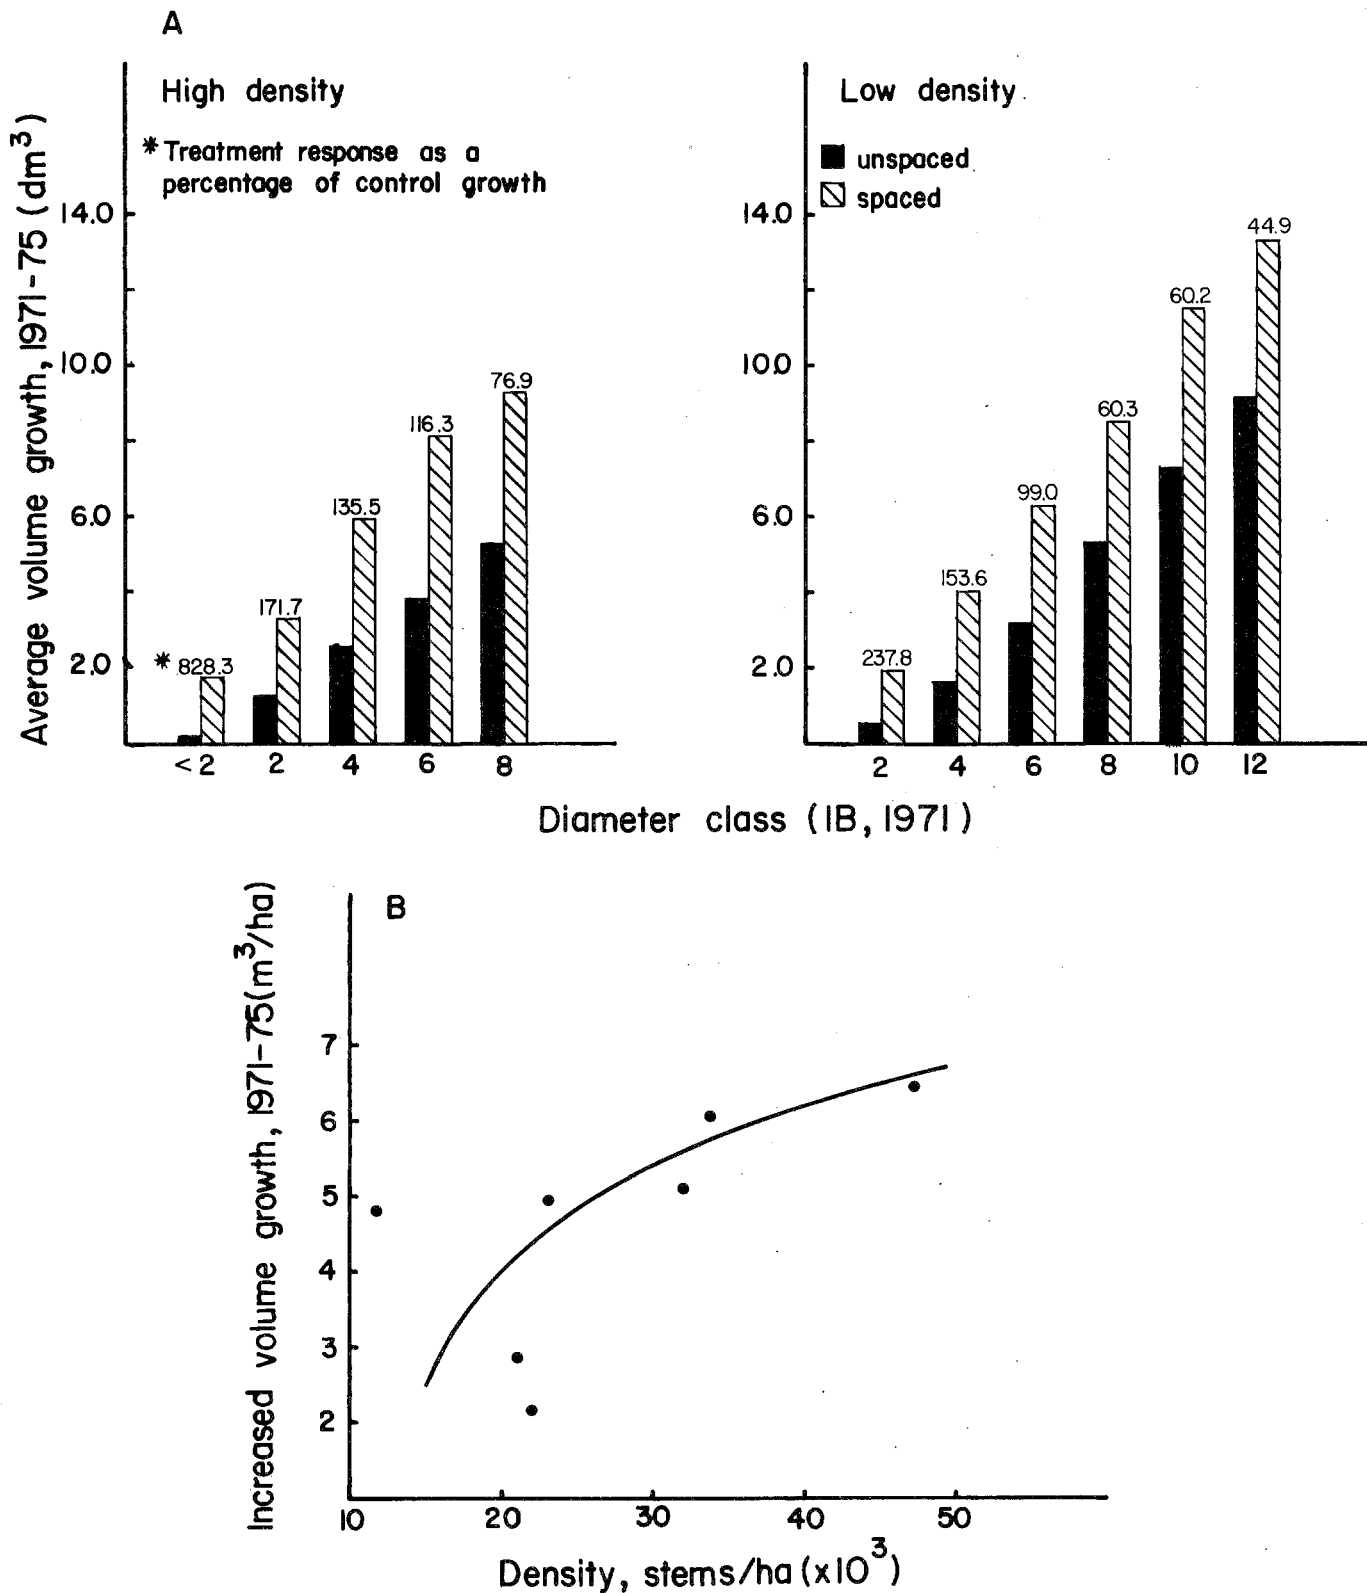 A
High density
* Treatment response as a
percentage of control growth
Average volume growth, 1971-75 (dm³)
14.0
10.0
6.0
2.0
* 828.3
171.7
135.5
116.3
76.9
<2 2 4 6 8
Low density
unspaced
spaced
14.0
10.0
6.0
2.0
237.8
153.6
99.0
60.3
60.2
44.9
2 4 6 8 10 12
Diameter class (IB, 1971)
B
Increased volume growth, 1971-75 (m³/ha)
7
6
5
4
3
2
10 20 30 40 50
Density, stems/ha (x10³)